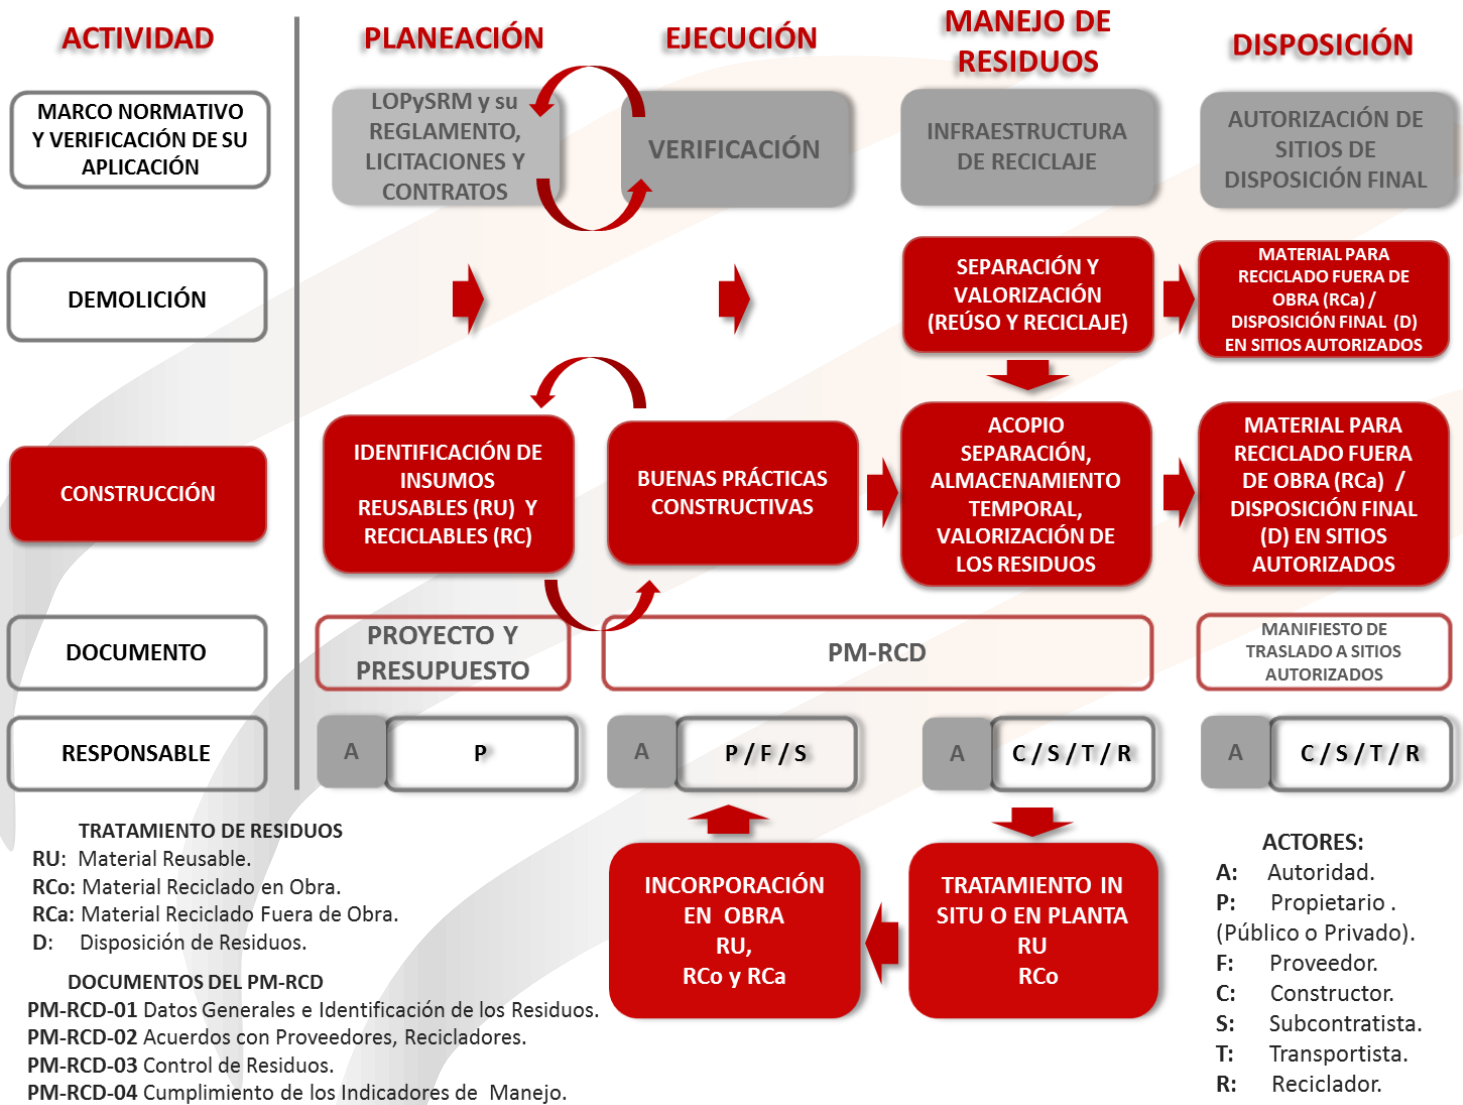 ACTIVIDAD
PLANEACIÓN
EJECUCIÓN
MANEJO DE
RESIDUOS
DISPOSICIÓN
MARCO NORMATIVO
Y VERIFICACIÓN DE SU
APLICACIÓN
LOPySRM y su
REGLAMENTO,
LICITACIONES Y
CONTRATOS
VERIFICACIÓN
INFRAESTRUCTURA
DE RECICLAJE
AUTORIZACIÓN DE
SITIOS DE
DISPOSICIÓN FINAL
DEMOLICIÓN
SEPARACIÓN Y
VALORIZACIÓN
(REÚSO Y RECICLAJE)
MATERIAL PARA
RECICLADO FUERA DE
OBRA (RCa) /
DISPOSICIÓN FINAL (D)
EN SITIOS AUTORIZADOS
CONSTRUCCIÓN
IDENTIFICACIÓN DE
INSUMOS
REUSABLES (RU) Y
RECICLABLES (RC)
BUENAS PRÁCTICAS
CONSTRUCTIVAS
ACOPIO
SEPARACIÓN,
ALMACENAMIENTO
TEMPORAL,
VALORIZACIÓN DE
LOS RESIDUOS
MATERIAL PARA
RECICLADO FUERA
DE OBRA (RCa) /
DISPOSICIÓN FINAL
(D) EN SITIOS
AUTORIZADOS
DOCUMENTO
PROYECTO Y
PRESUPUESTO
PM-RCD
MANIFIESTO DE
TRASLADO A SITIOS
AUTORIZADOS
RESPONSABLE
A
P
A
P / F / S
A
C / S / T / R
A
C / S / T / R
TRATAMIENTO DE RESIDUOS
RU: Material Reusable.
RCo: Material Reciclado en Obra.
RCa: Material Reciclado Fuera de Obra.
D: Disposición de Residuos.
DOCUMENTOS DEL PM-RCD
PM-RCD-01 Datos Generales e Identificación de los Residuos.
PM-RCD-02 Acuerdos con Proveedores, Recicladores.
PM-RCD-03 Control de Residuos.
PM-RCD-04 Cumplimiento de los Indicadores de Manejo.
INCORPORACIÓN
EN OBRA
RU,
RCo y RCa
TRATAMIENTO IN
SITU O EN PLANTA
RU
RCo
ACTORES:
A: Autoridad.
P: Propietario .
(Público o Privado).
F: Proveedor.
C: Constructor.
S: Subcontratista.
T: Transportista.
R: Reciclador.